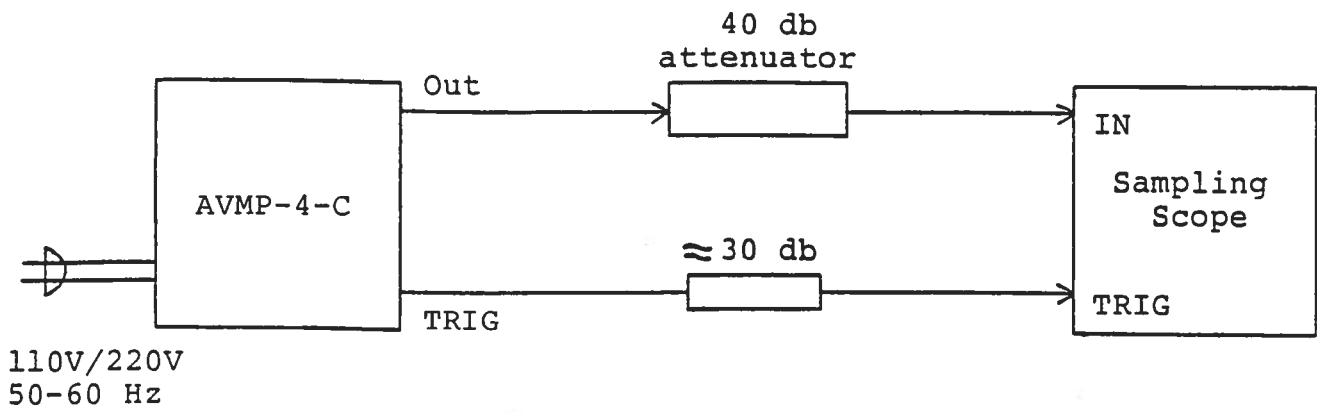 40 db
attenuator
Out
IN
AVMP-4-C
Sampling
Scope
≈ 30 db
TRIG
TRIG
110V/220V
50-60 Hz